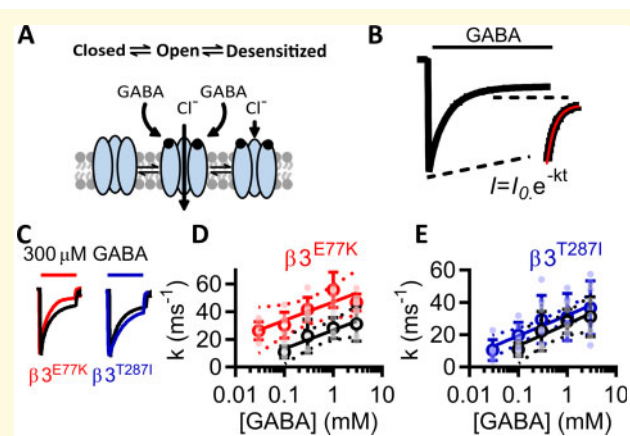 A
Closed ⇌ Open ⇌ Desensitized
GABA Cl⁻ GABA Cl⁻
B
GABA
I=I₀.e⁻ᵏᵗ
C
300 µM GABA
β3ᴱ⁷⁷ᴷ β3ᵀ²⁸⁷ᴵ
D
β3ᴱ⁷⁷ᴷ
k (ms⁻¹)
60
40
20
0
0.01 0.1 1 10
[GABA] (mM)
E
β3ᵀ²⁸⁷ᴵ
k (ms⁻¹)
60
40
20
0
0.01 0.1 1 10
[GABA] (mM)